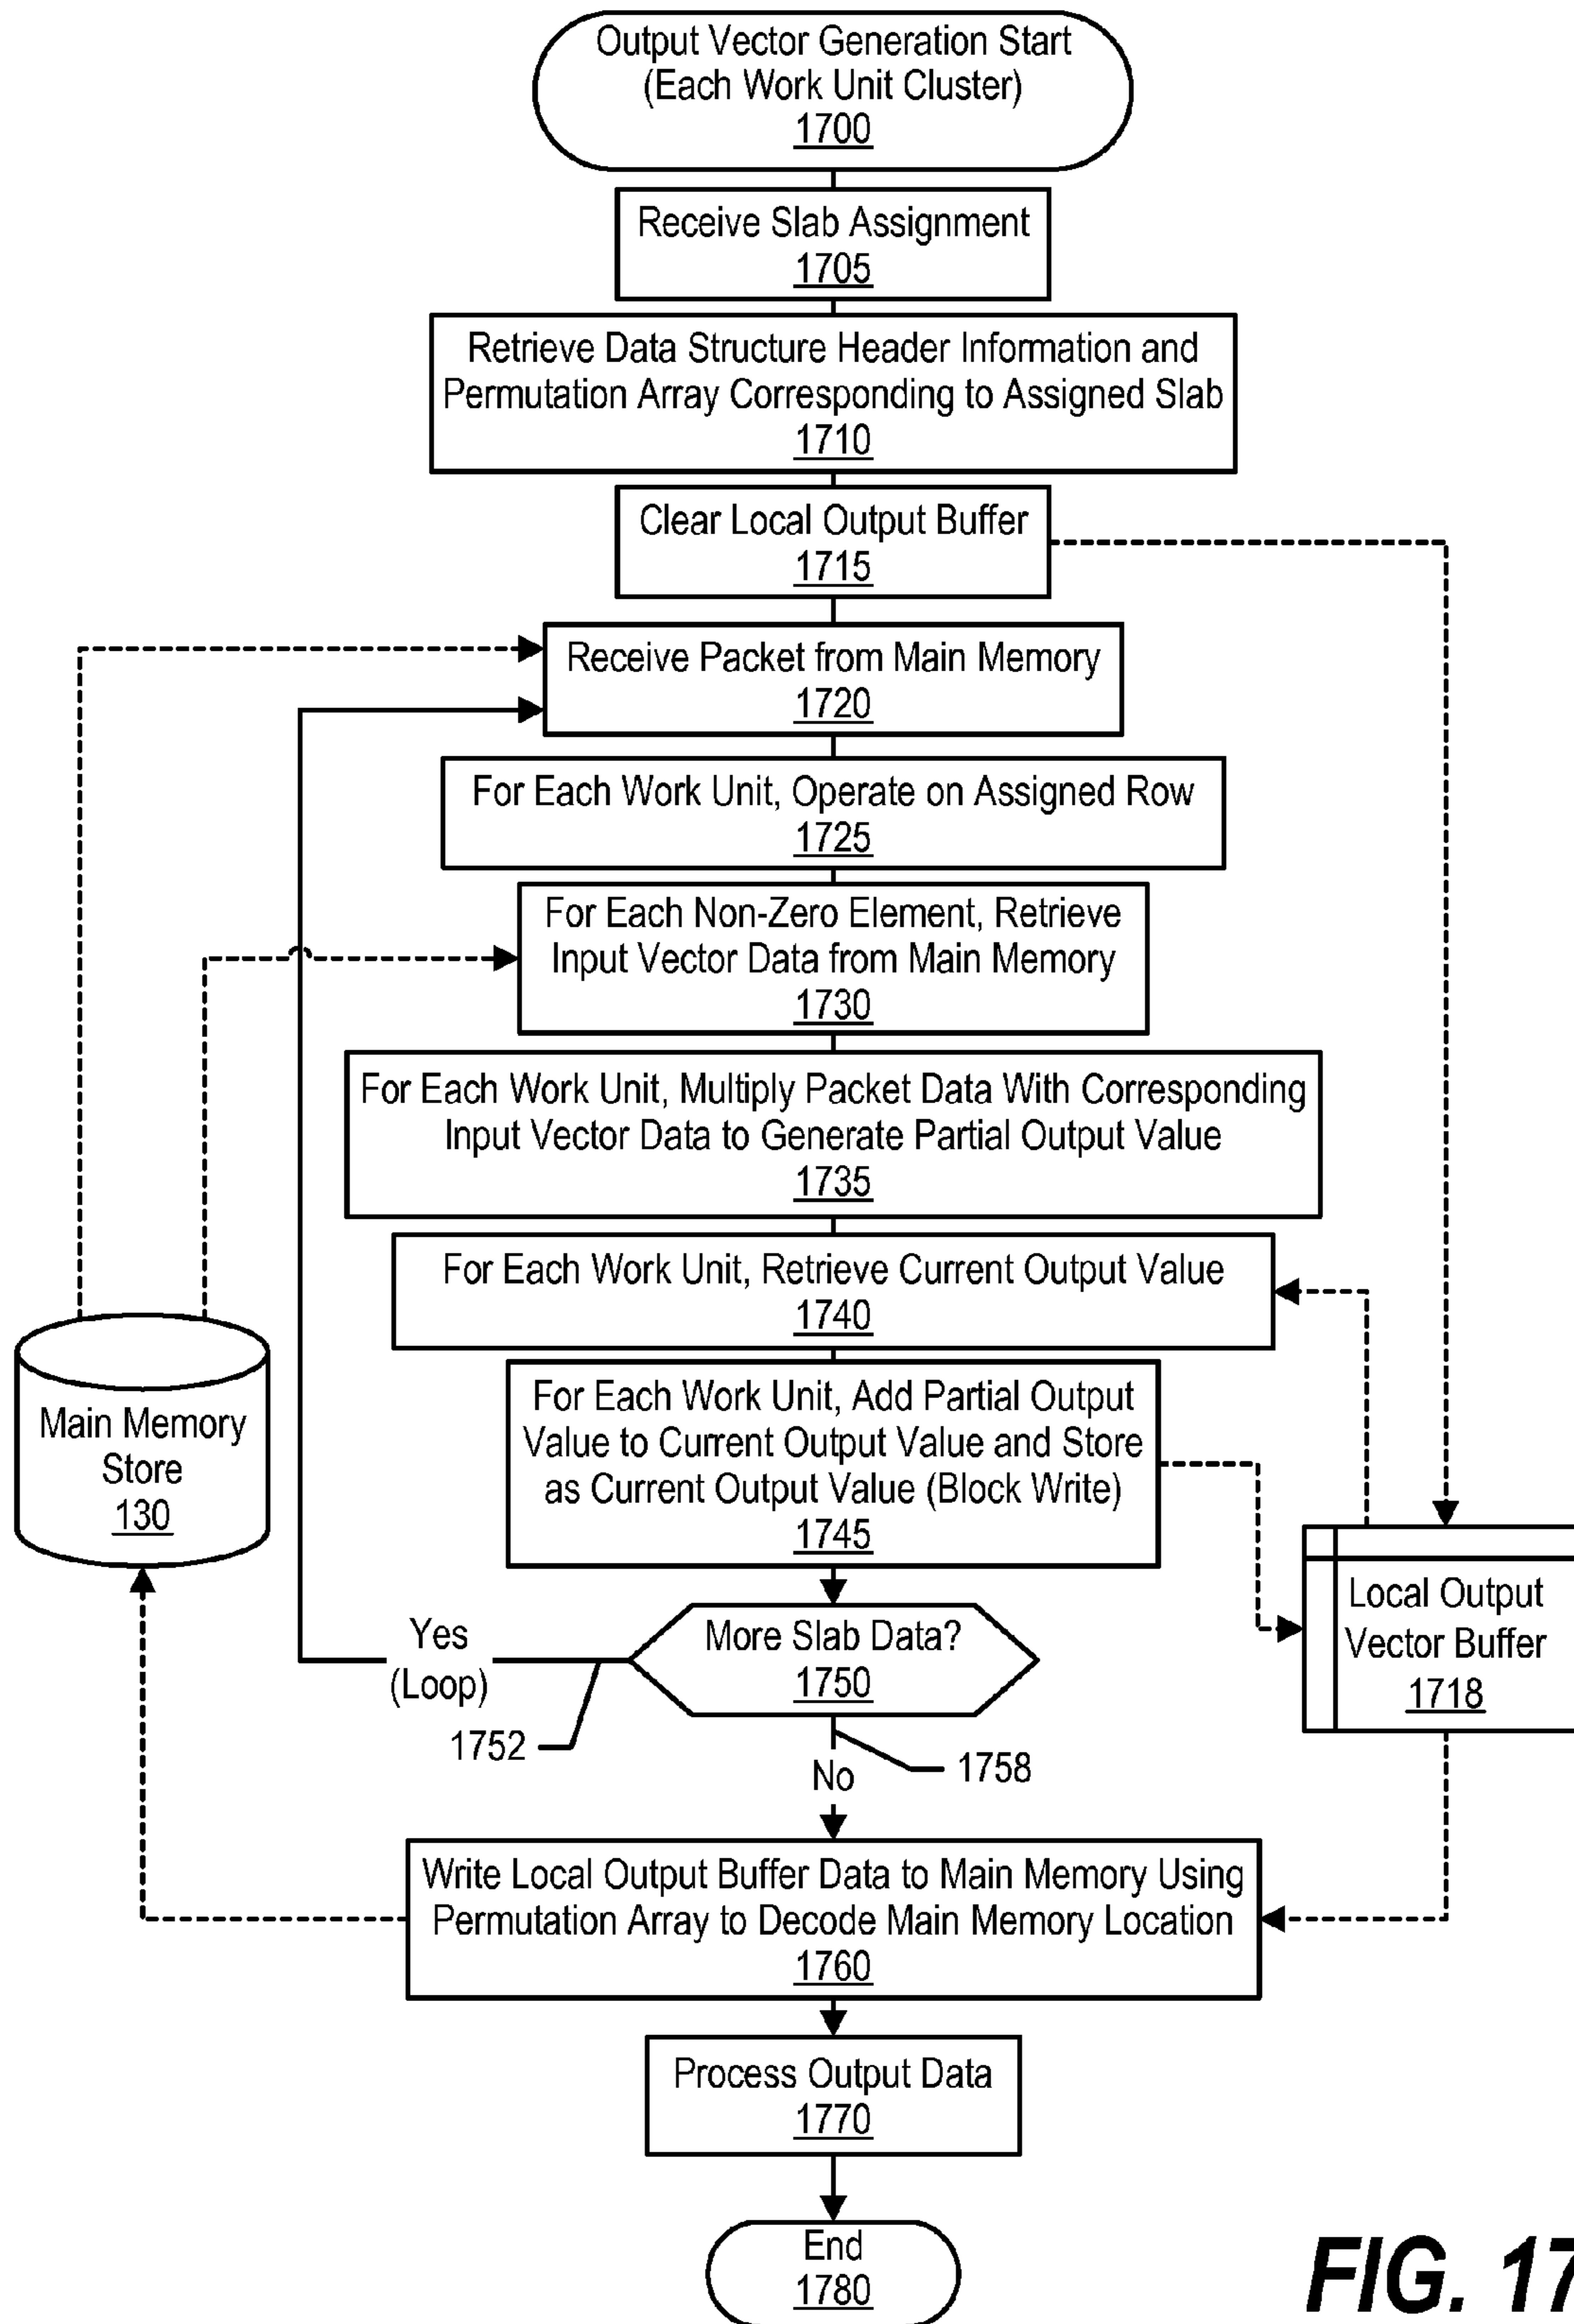 Output Vector Generation Start
(Each Work Unit Cluster)
1700
Receive Slab Assignment
1705
Retrieve Data Structure Header Information and
Permutation Array Corresponding to Assigned Slab
1710
Clear Local Output Buffer
1715
Receive Packet from Main Memory
1720
For Each Work Unit, Operate on Assigned Row
1725
For Each Non-Zero Element, Retrieve
Input Vector Data from Main Memory
1730
For Each Work Unit, Multiply Packet Data With Corresponding
Input Vector Data to Generate Partial Output Value
1735
For Each Work Unit, Retrieve Current Output Value
1740
For Each Work Unit, Add Partial Output
Value to Current Output Value and Store
as Current Output Value (Block Write)
1745
Main Memory
Store
130
Local Output
Vector Buffer
1718
More Slab Data?
1750
Yes
(Loop)
1752
1758
No
Write Local Output Buffer Data to Main Memory Using
Permutation Array to Decode Main Memory Location
1760
Process Output Data
1770
End
1780
FIG. 17